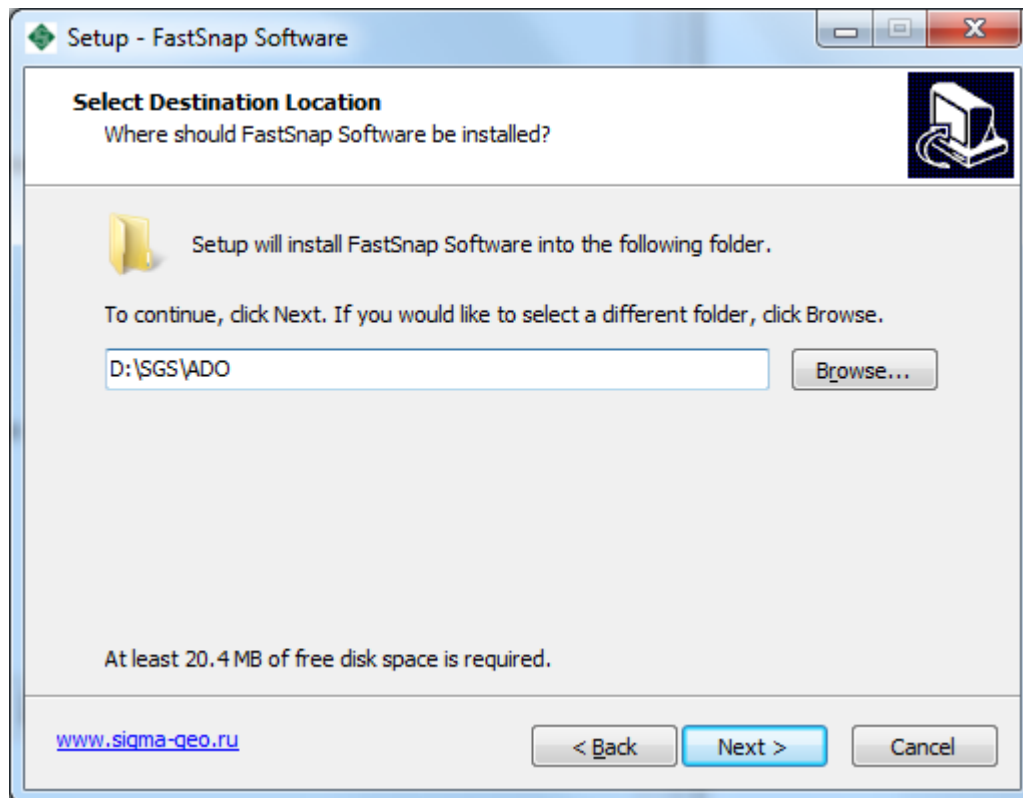 Setup - FastSnap Software
Select Destination Location
Where should FastSnap Software be installed?
Setup will install FastSnap Software into the following folder.
To continue, click Next. If you would like to select a different folder, click Browse.
D:\SGS\ADO
Browse...
At least 20.4 MB of free disk space is required.
www.sigma-geo.ru
< Back
Next >
Cancel